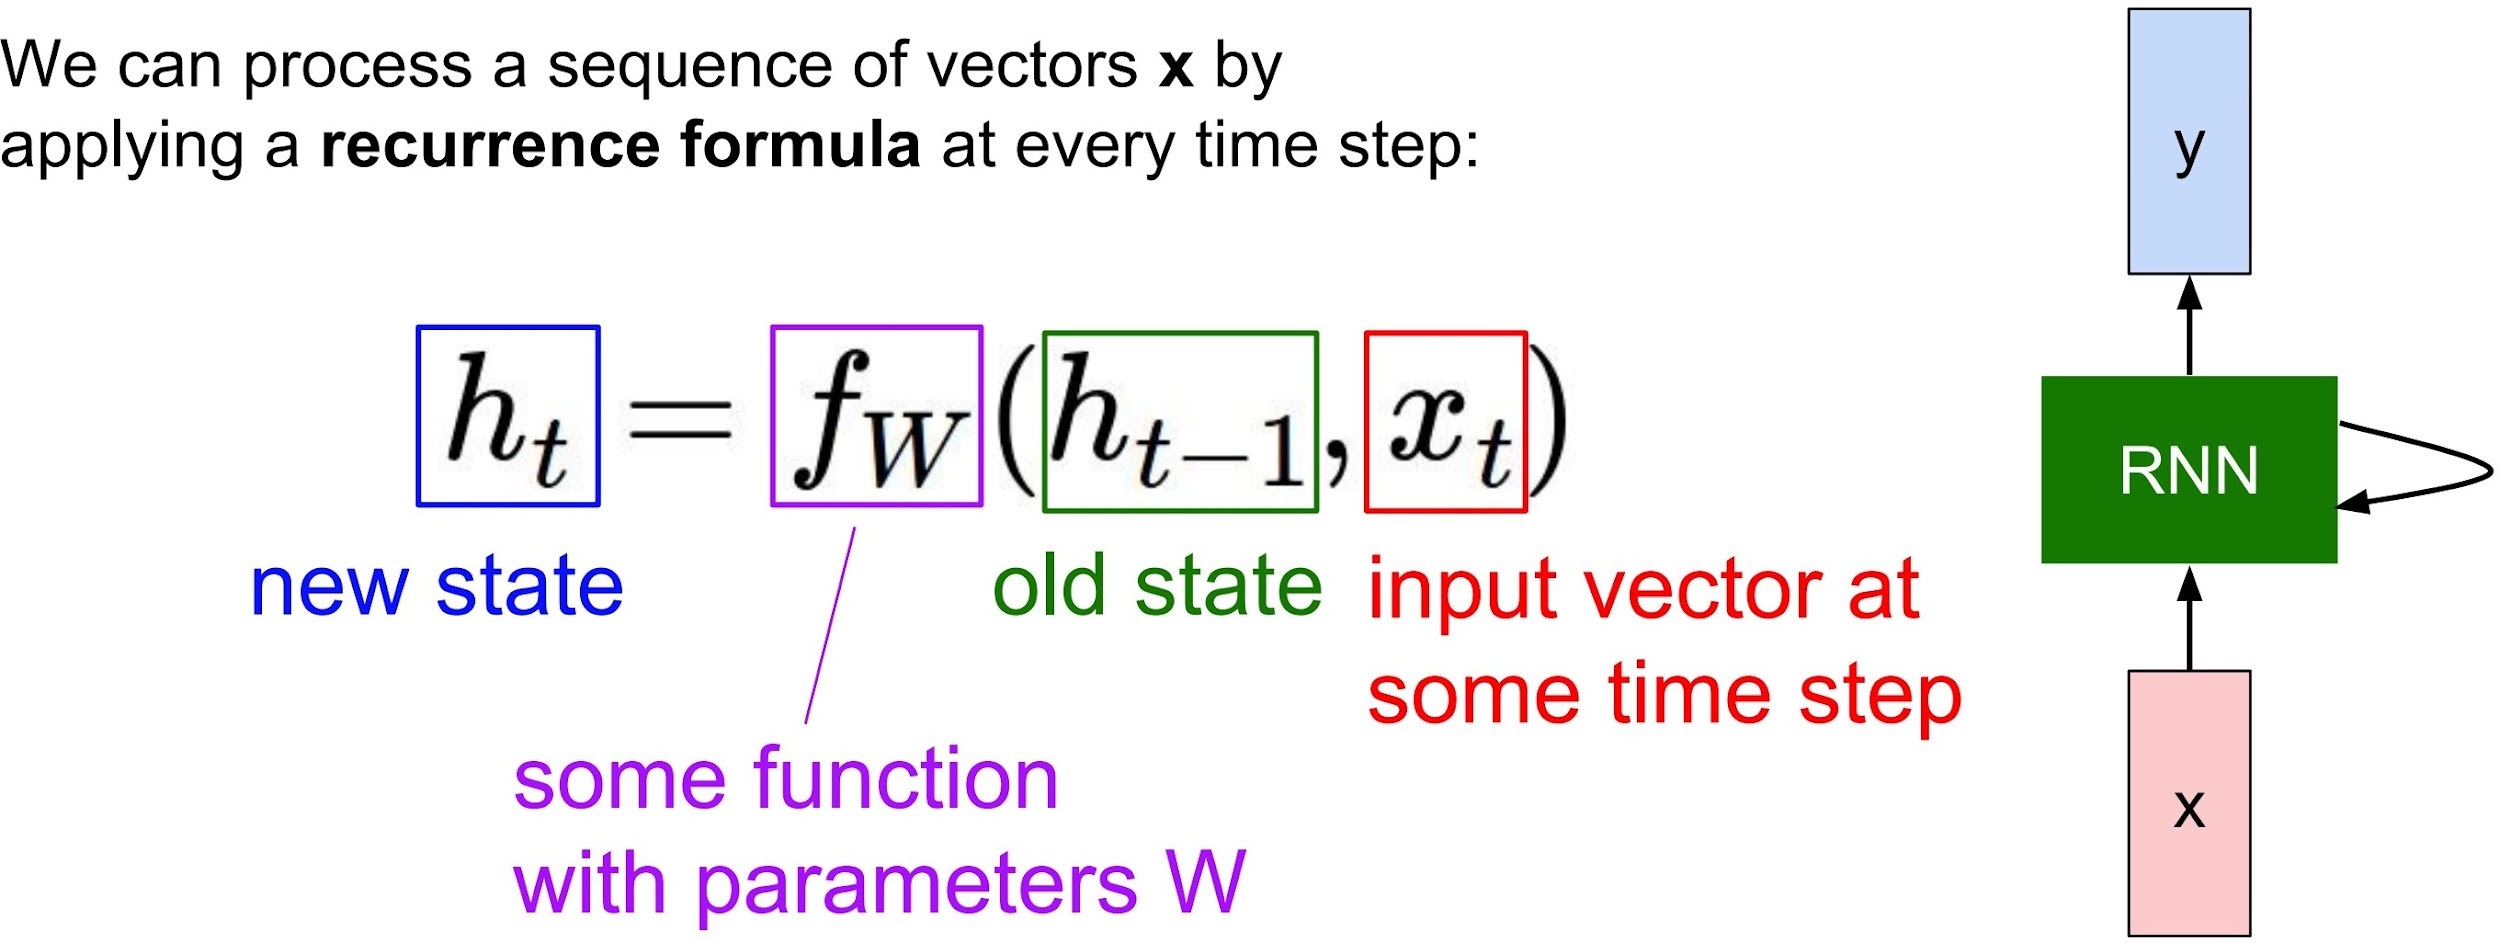 We can process a sequence of vectors x by
applying a recurrence formula at every time step:
y
h_t = f_W(h_{t-1}, x_t)
RNN
new state
old state
input vector at
some time step
some function
with parameters W
x